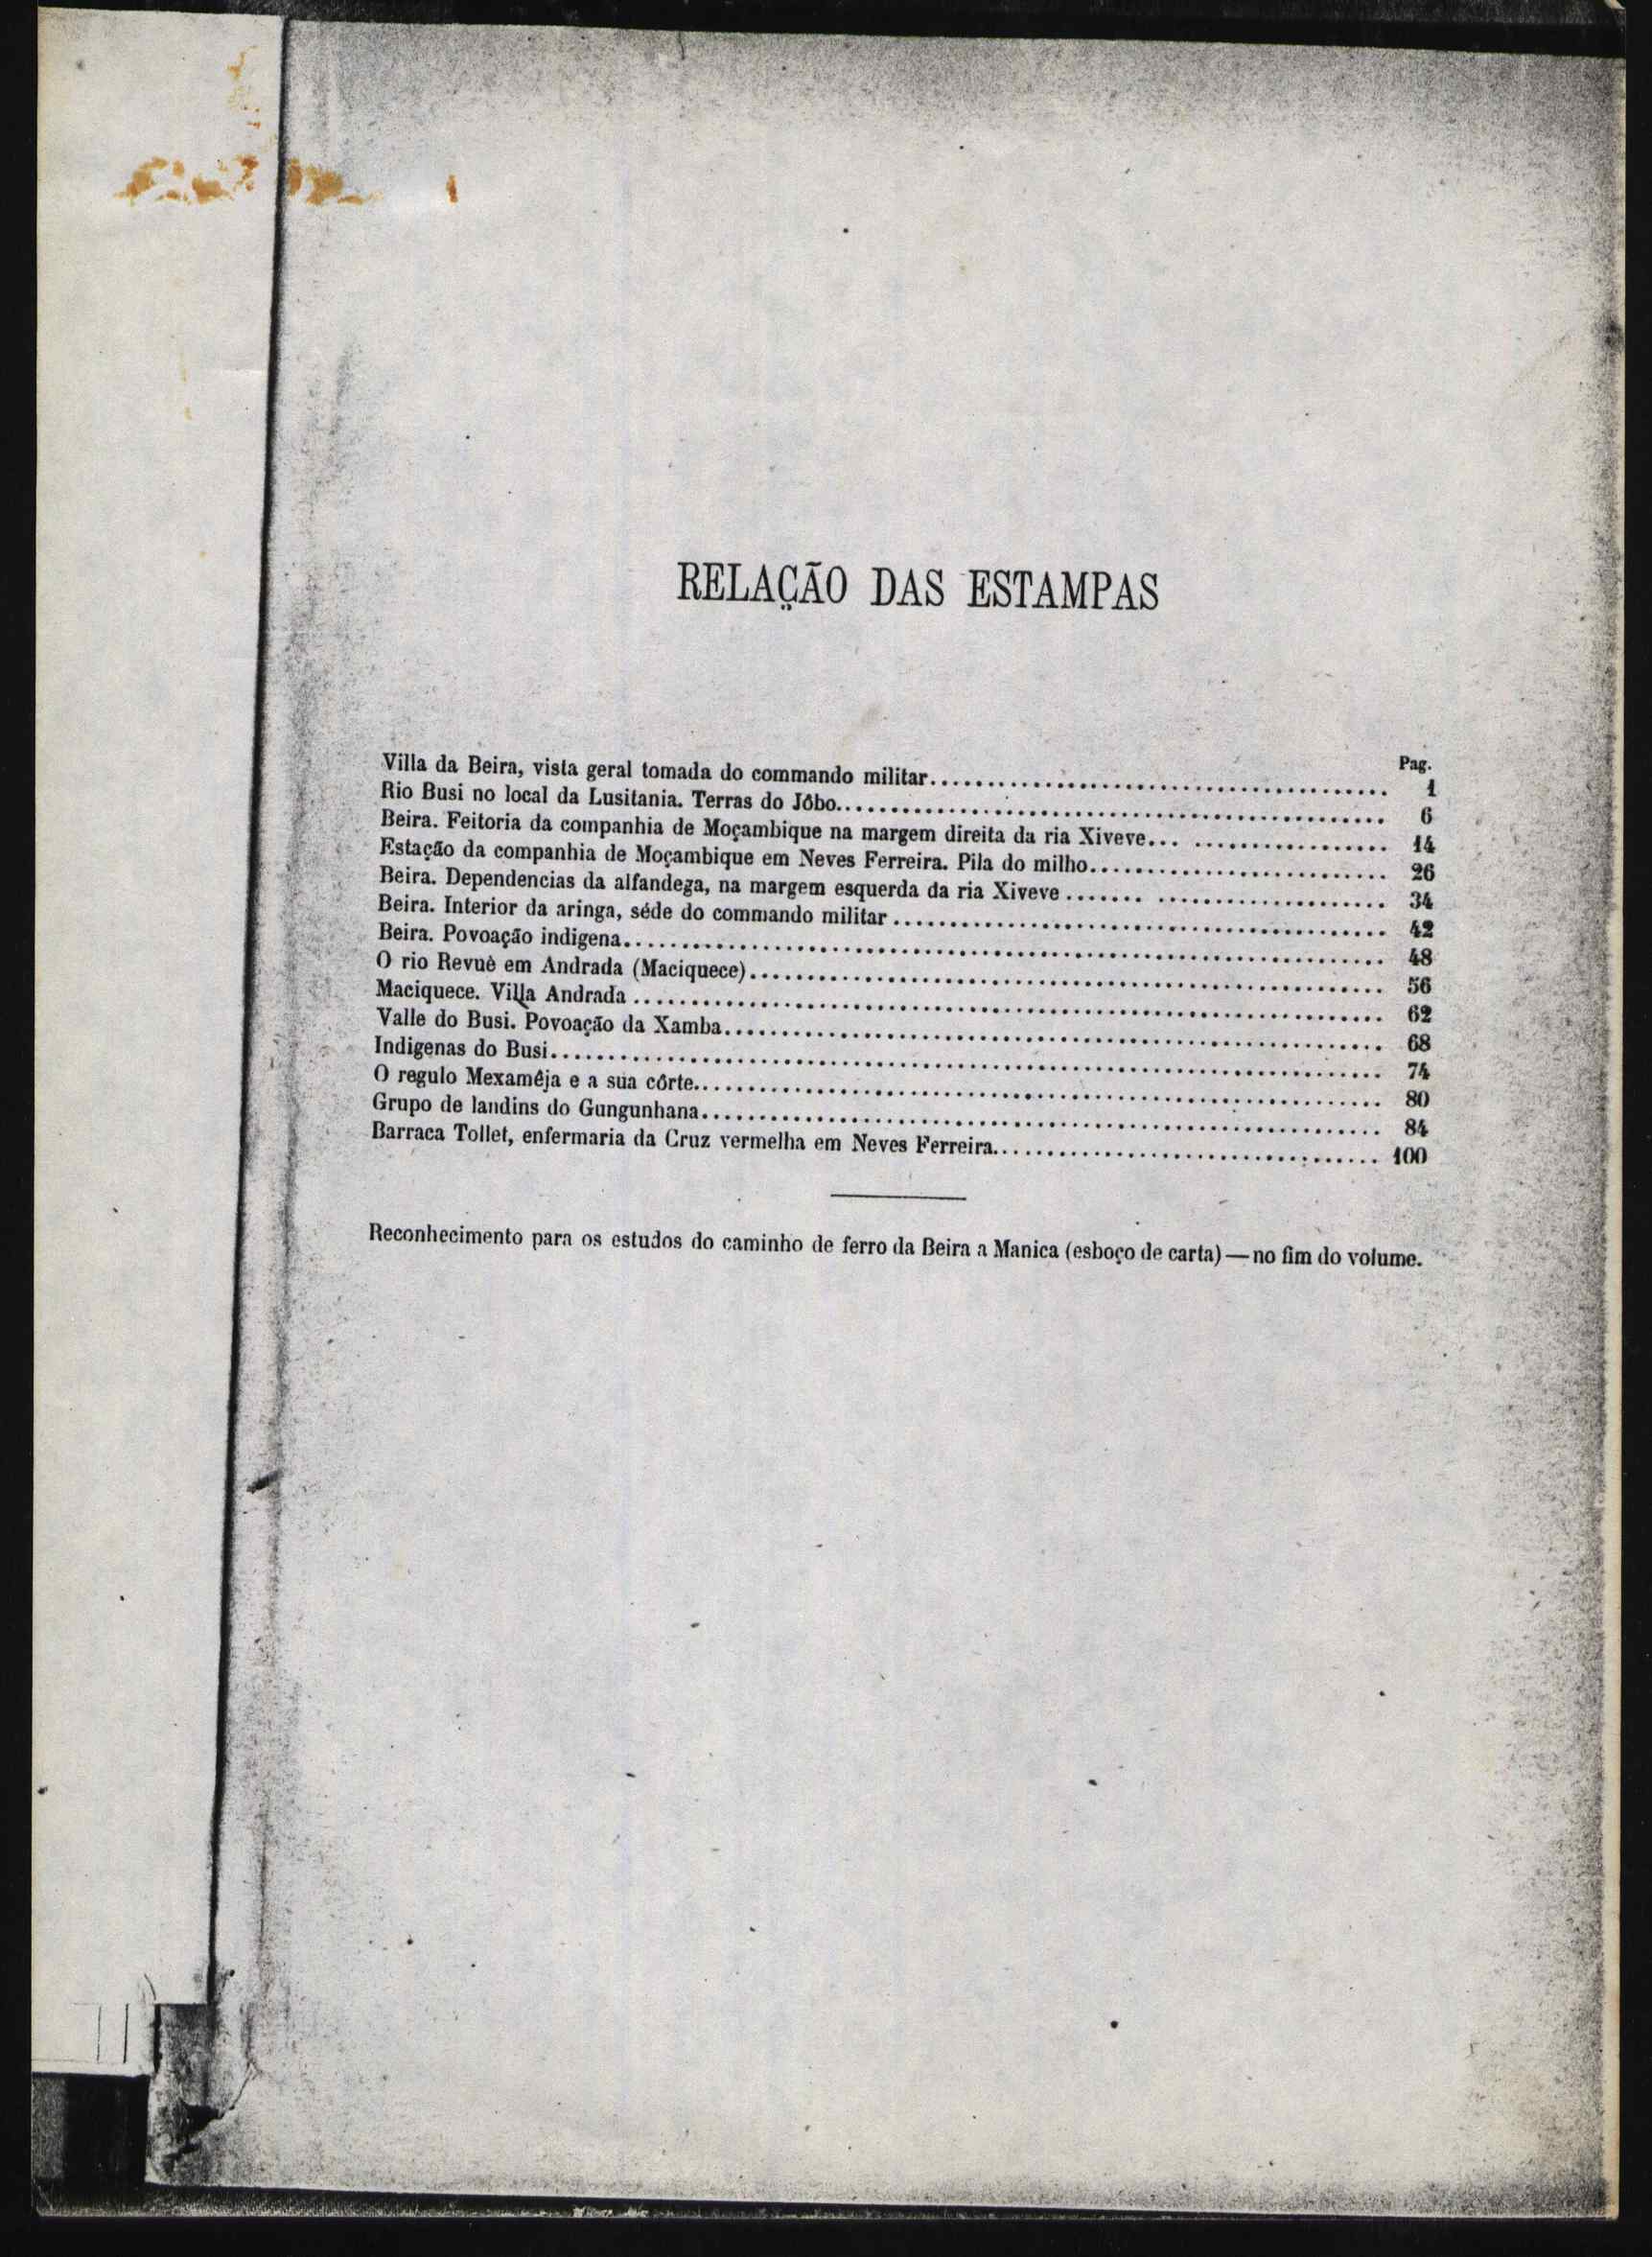 RELAÇÃO DAS ESTAMPAS
Pag.
Villa da Beira, vista geral tomada do commando militar........................................ 1
Rio Busi no local da Lusitania. Terras do Jôbo................................................ 6
Beira. Feitoria da companhia de Moçambique na margem direita da ria Xiveve... ................. 14
Estação da companhia de Moçambique em Neves Ferreira. Pila do milho.......................... 26
Beira. Dependencias da alfandega, na margem esquerda da ria Xiveve ....... .................... 34
Beira. Interior da aringa, séde do commando militar ........................................... 42
Beira. Povoação indigena.................................................................. 48
O rio Revuè em Andrada (Maciquece)....................................................... 56
Maciquece. Villa Andrada ................................................................. 62
Valle do Busi. Povoação da Xamba.......................................................... 68
Indigenas do Busi......................................................................... 74
O regulo Mexamêja e a sua côrte............................................................ 80
Grupo de landins do Gungunhana............................................................ 84
Barraca Tollet, enfermaria da Cruz vermelha em Neves Ferreira.................................. 100
Reconhecimento para os estudos do caminho de ferro da Beira a Manica (esboço de carta) — no fim do volume.